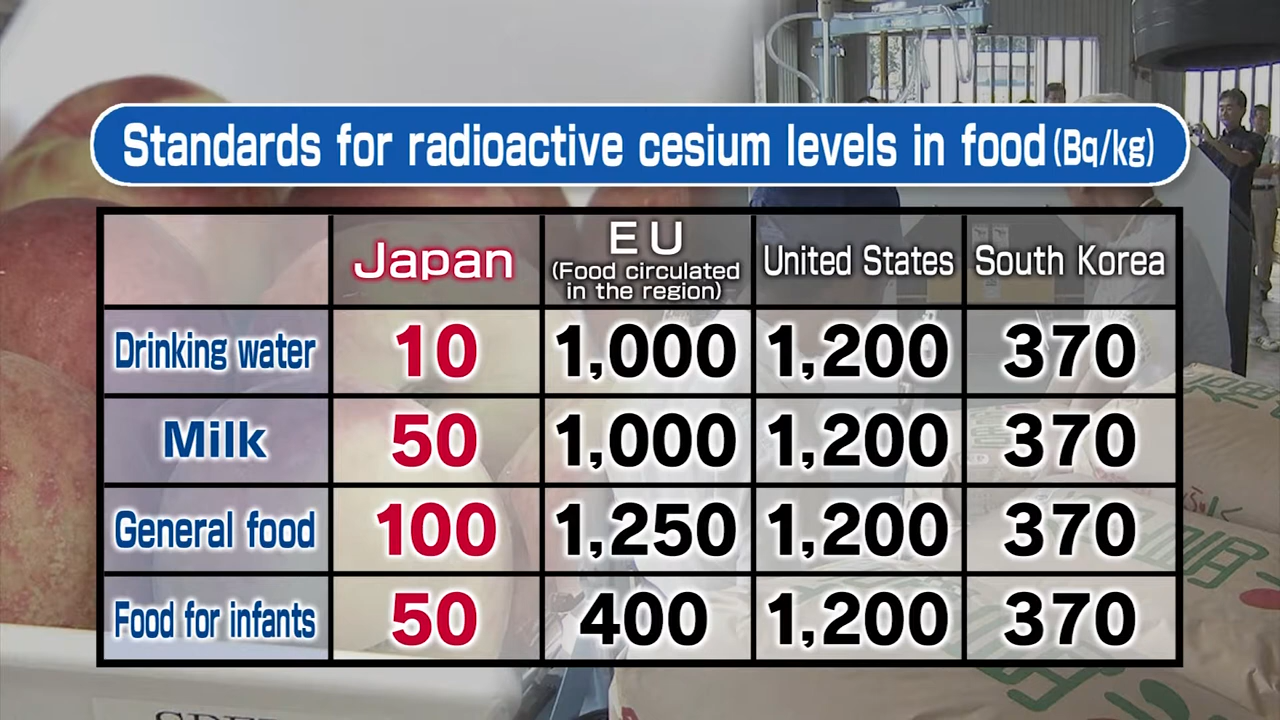 Standards for radioactive cesium levels in food (Bq/kg)
Japan EU (Food circulated in the region) United States South Korea
Drinking water 10 1,000 1,200 370
Milk 50 1,000 1,200 370
General food 100 1,250 1,200 370
Food for infants 50 400 1,200 370